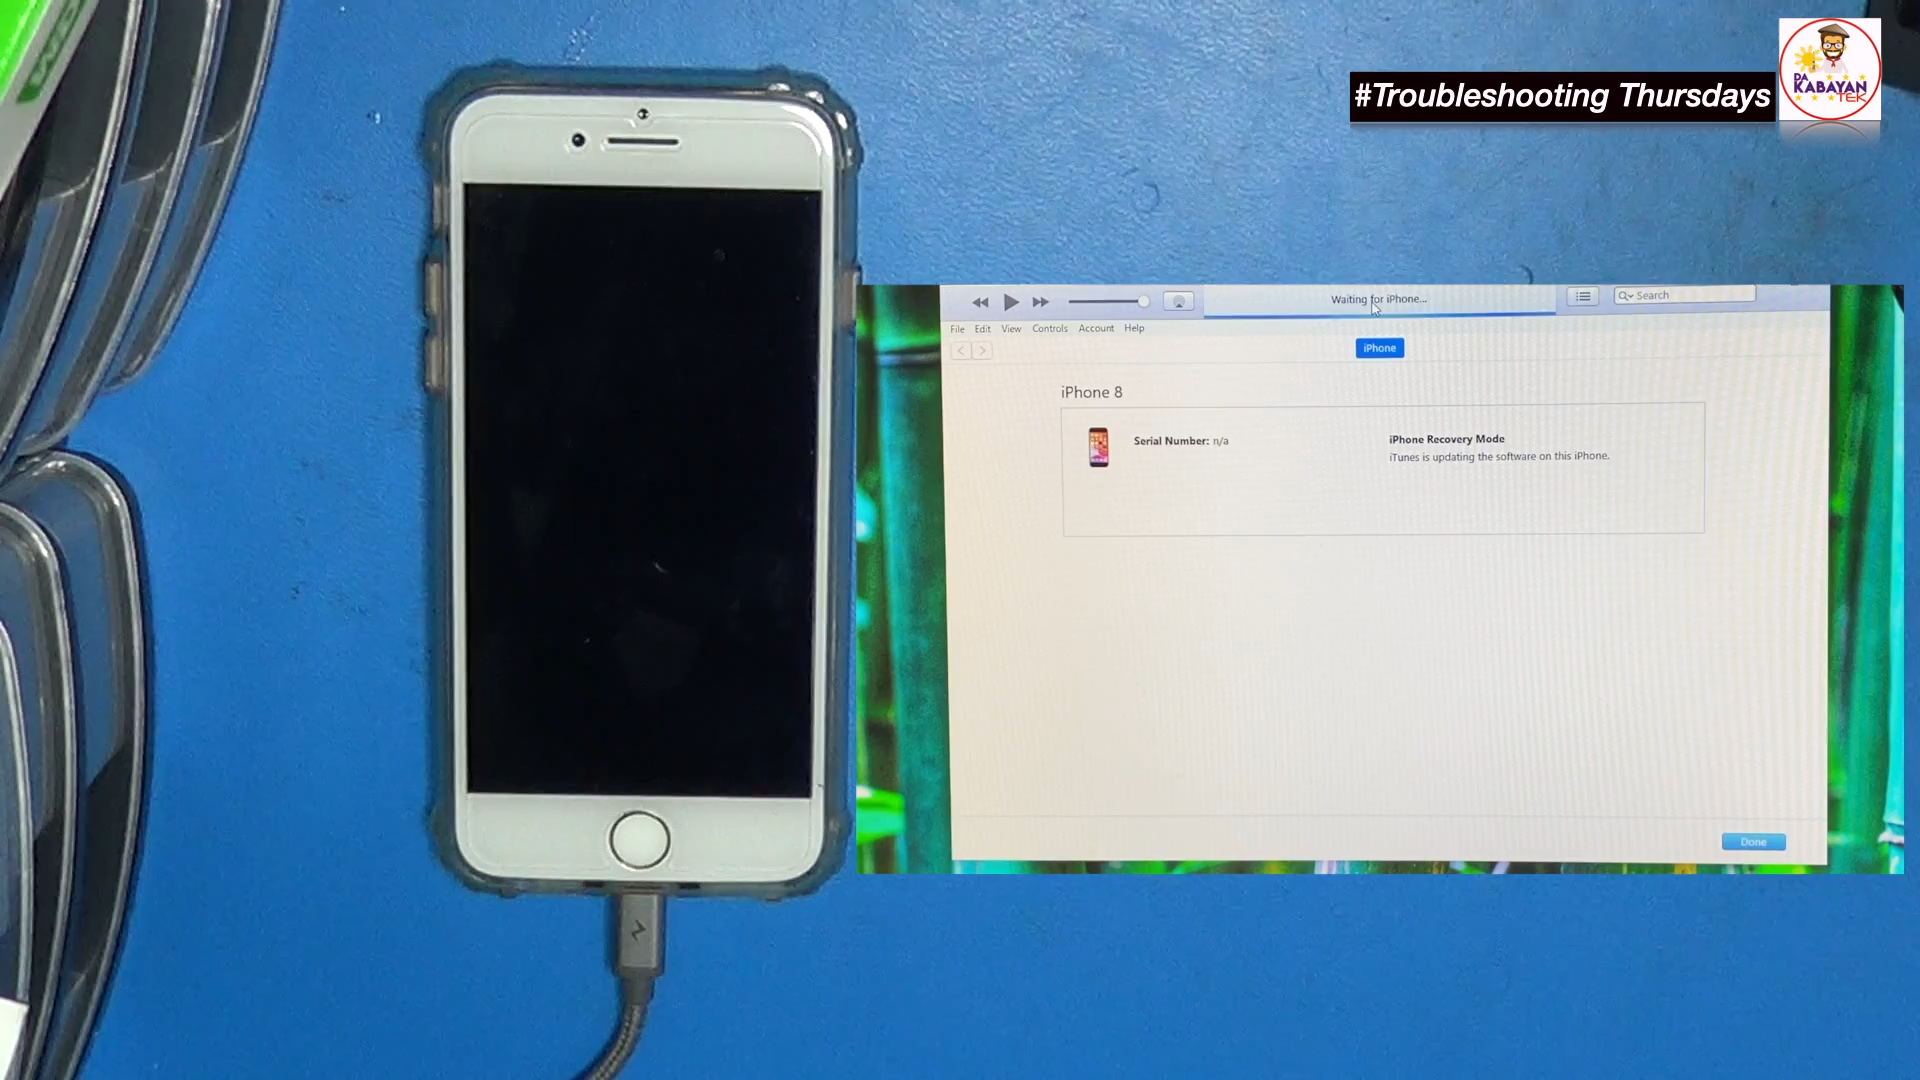 #Troubleshooting Thursdays
DA
KABAYAN
TEK
Waiting for iPhone...
Search
File Edit View Controls Account Help
iPhone
iPhone 8
Serial Number: n/a
iPhone Recovery Mode
iTunes is updating the software on this iPhone.
Done